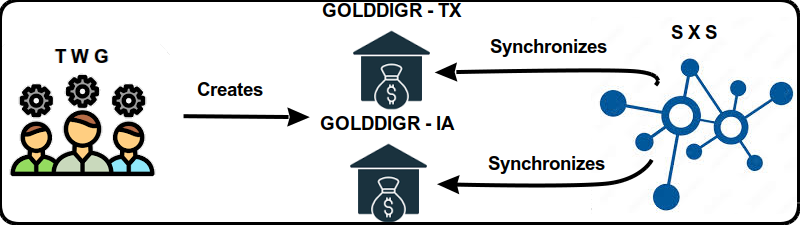 GOLDDIGR - TX
T W G
Creates
Synchronizes
S X S
GOLDDIGR - IA
Synchronizes
$
$